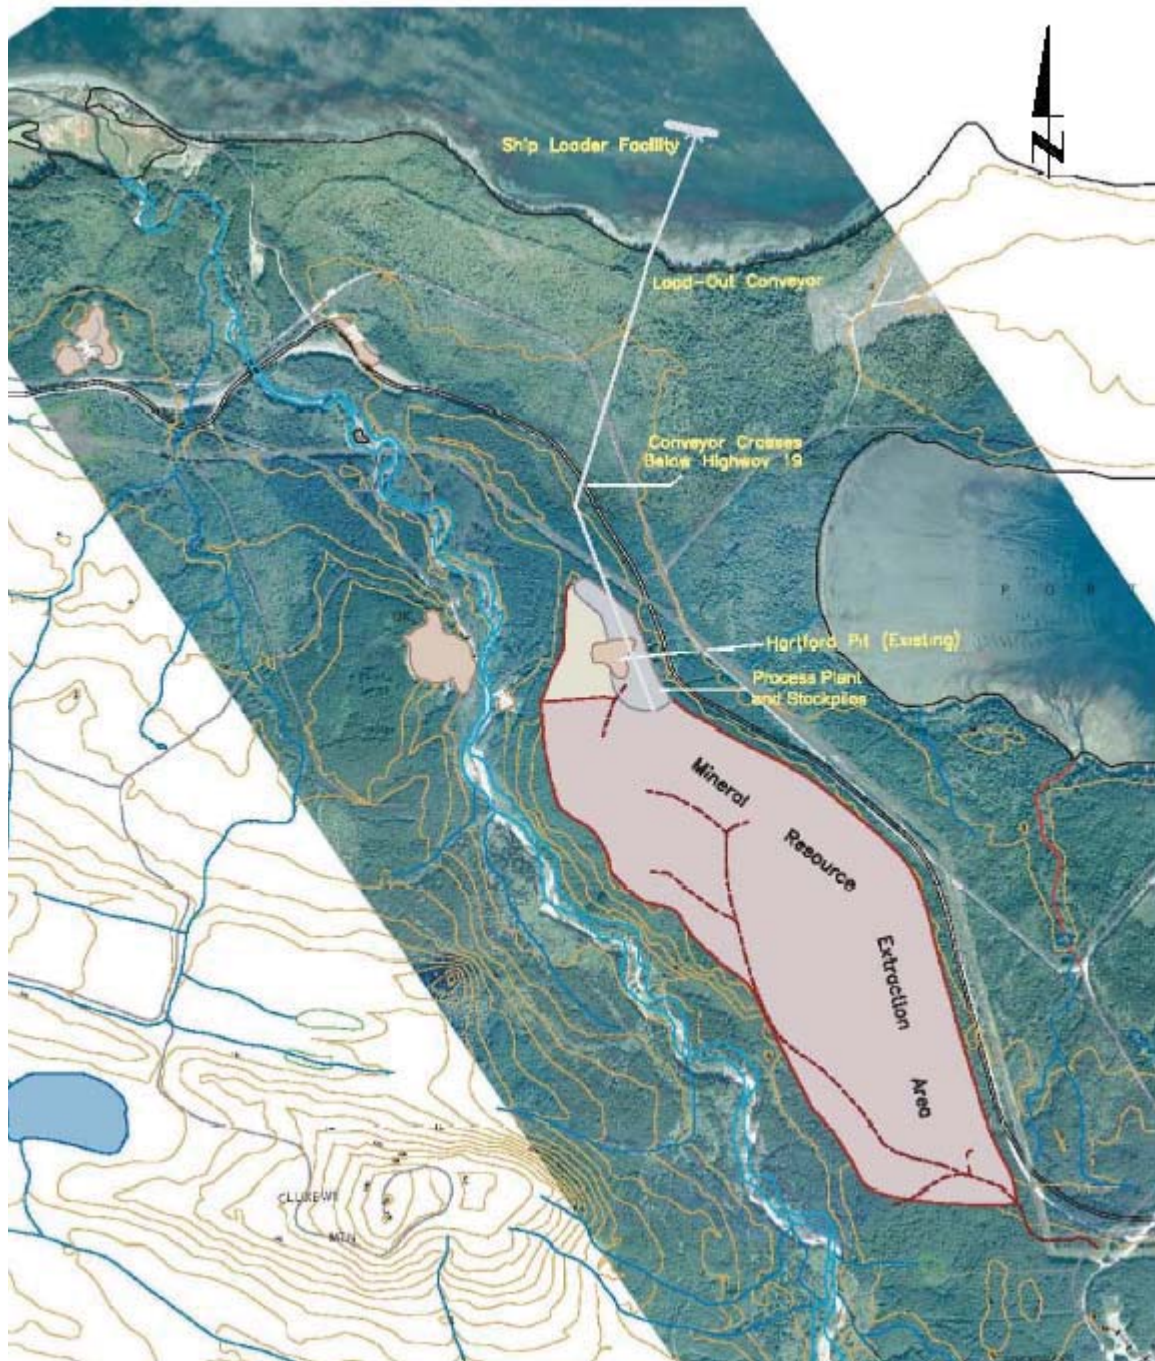 N
Ship Loader Facility
Load-Out Conveyor
Conveyor Crosses
Below Highway 19
P O R T
Hartford Pit (Existing)
Process Plant
and Stockpiles
Mineral
Resource
Extraction
Area
CLUXEWE
MTN